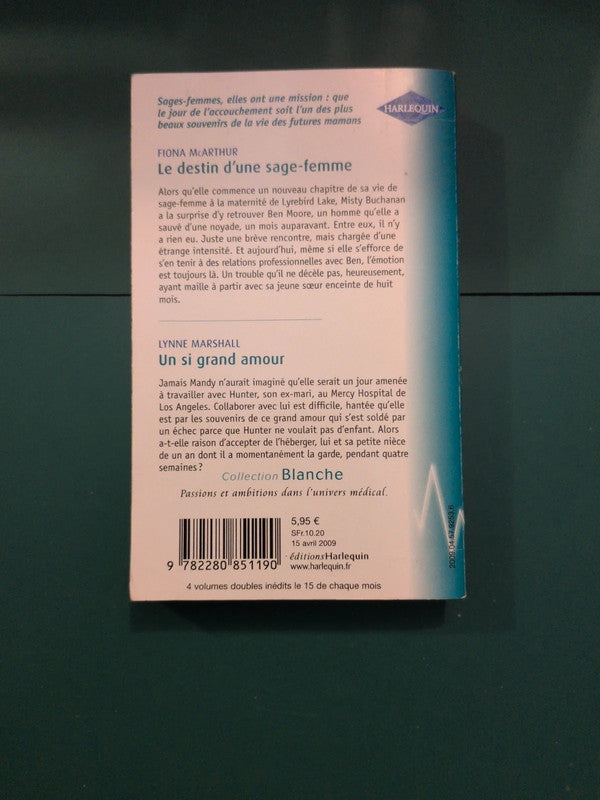 Sages-femmes, elles ont une mission : que
le jour de l'accouchement soit l'un des plus
beaux souvenirs de la vie des futures mamans
HARLEQUIN
FIONA McARTHUR
Le destin d'une sage-femme
Alors qu'elle commence un nouveau chapitre de sa vie de
sage-femme à la maternité de Lyrebird Lake, Misty Buchanan
a la surprise d'y retrouver Ben Moore, un homme qu'elle a
sauvé d'une noyade, un mois auparavant. Entre eux, il n'y
a rien eu. Juste une brève rencontre, mais chargée d'une
étrange intensité. Et aujourd'hui, même si elle s'efforce de
s'en tenir à des relations professionnelles avec Ben, l'émotion
est toujours là. Un trouble qu'il ne décèle pas, heureusement,
ayant maille à partir avec sa jeune sœur enceinte de huit
mois.
LYNNE MARSHALL
Un si grand amour
Jamais Mandy n'aurait imaginé qu'elle serait un jour amenée
à travailler avec Hunter, son ex-mari, au Mercy Hospital de
Los Angeles. Collaborer avec lui est difficile, hantée qu'elle
est par les souvenirs de ce grand amour qui s'est soldé par
un échec parce que Hunter ne voulait pas d'enfant. Alors
a-t-elle raison d'accepter de l'héberger, lui et sa petite nièce
de un an dont il a momentanément la garde, pendant quatre
semaines ?
Collection Blanche
Passions et ambitions dans l'univers médical.
5,95 €
SFr.10.20
15 avril 2009
éditionsHarlequin
www.harlequin.fr
9 782280 851190
4 volumes doubles inédits le 15 de chaque mois
2009.04.57.9253.6